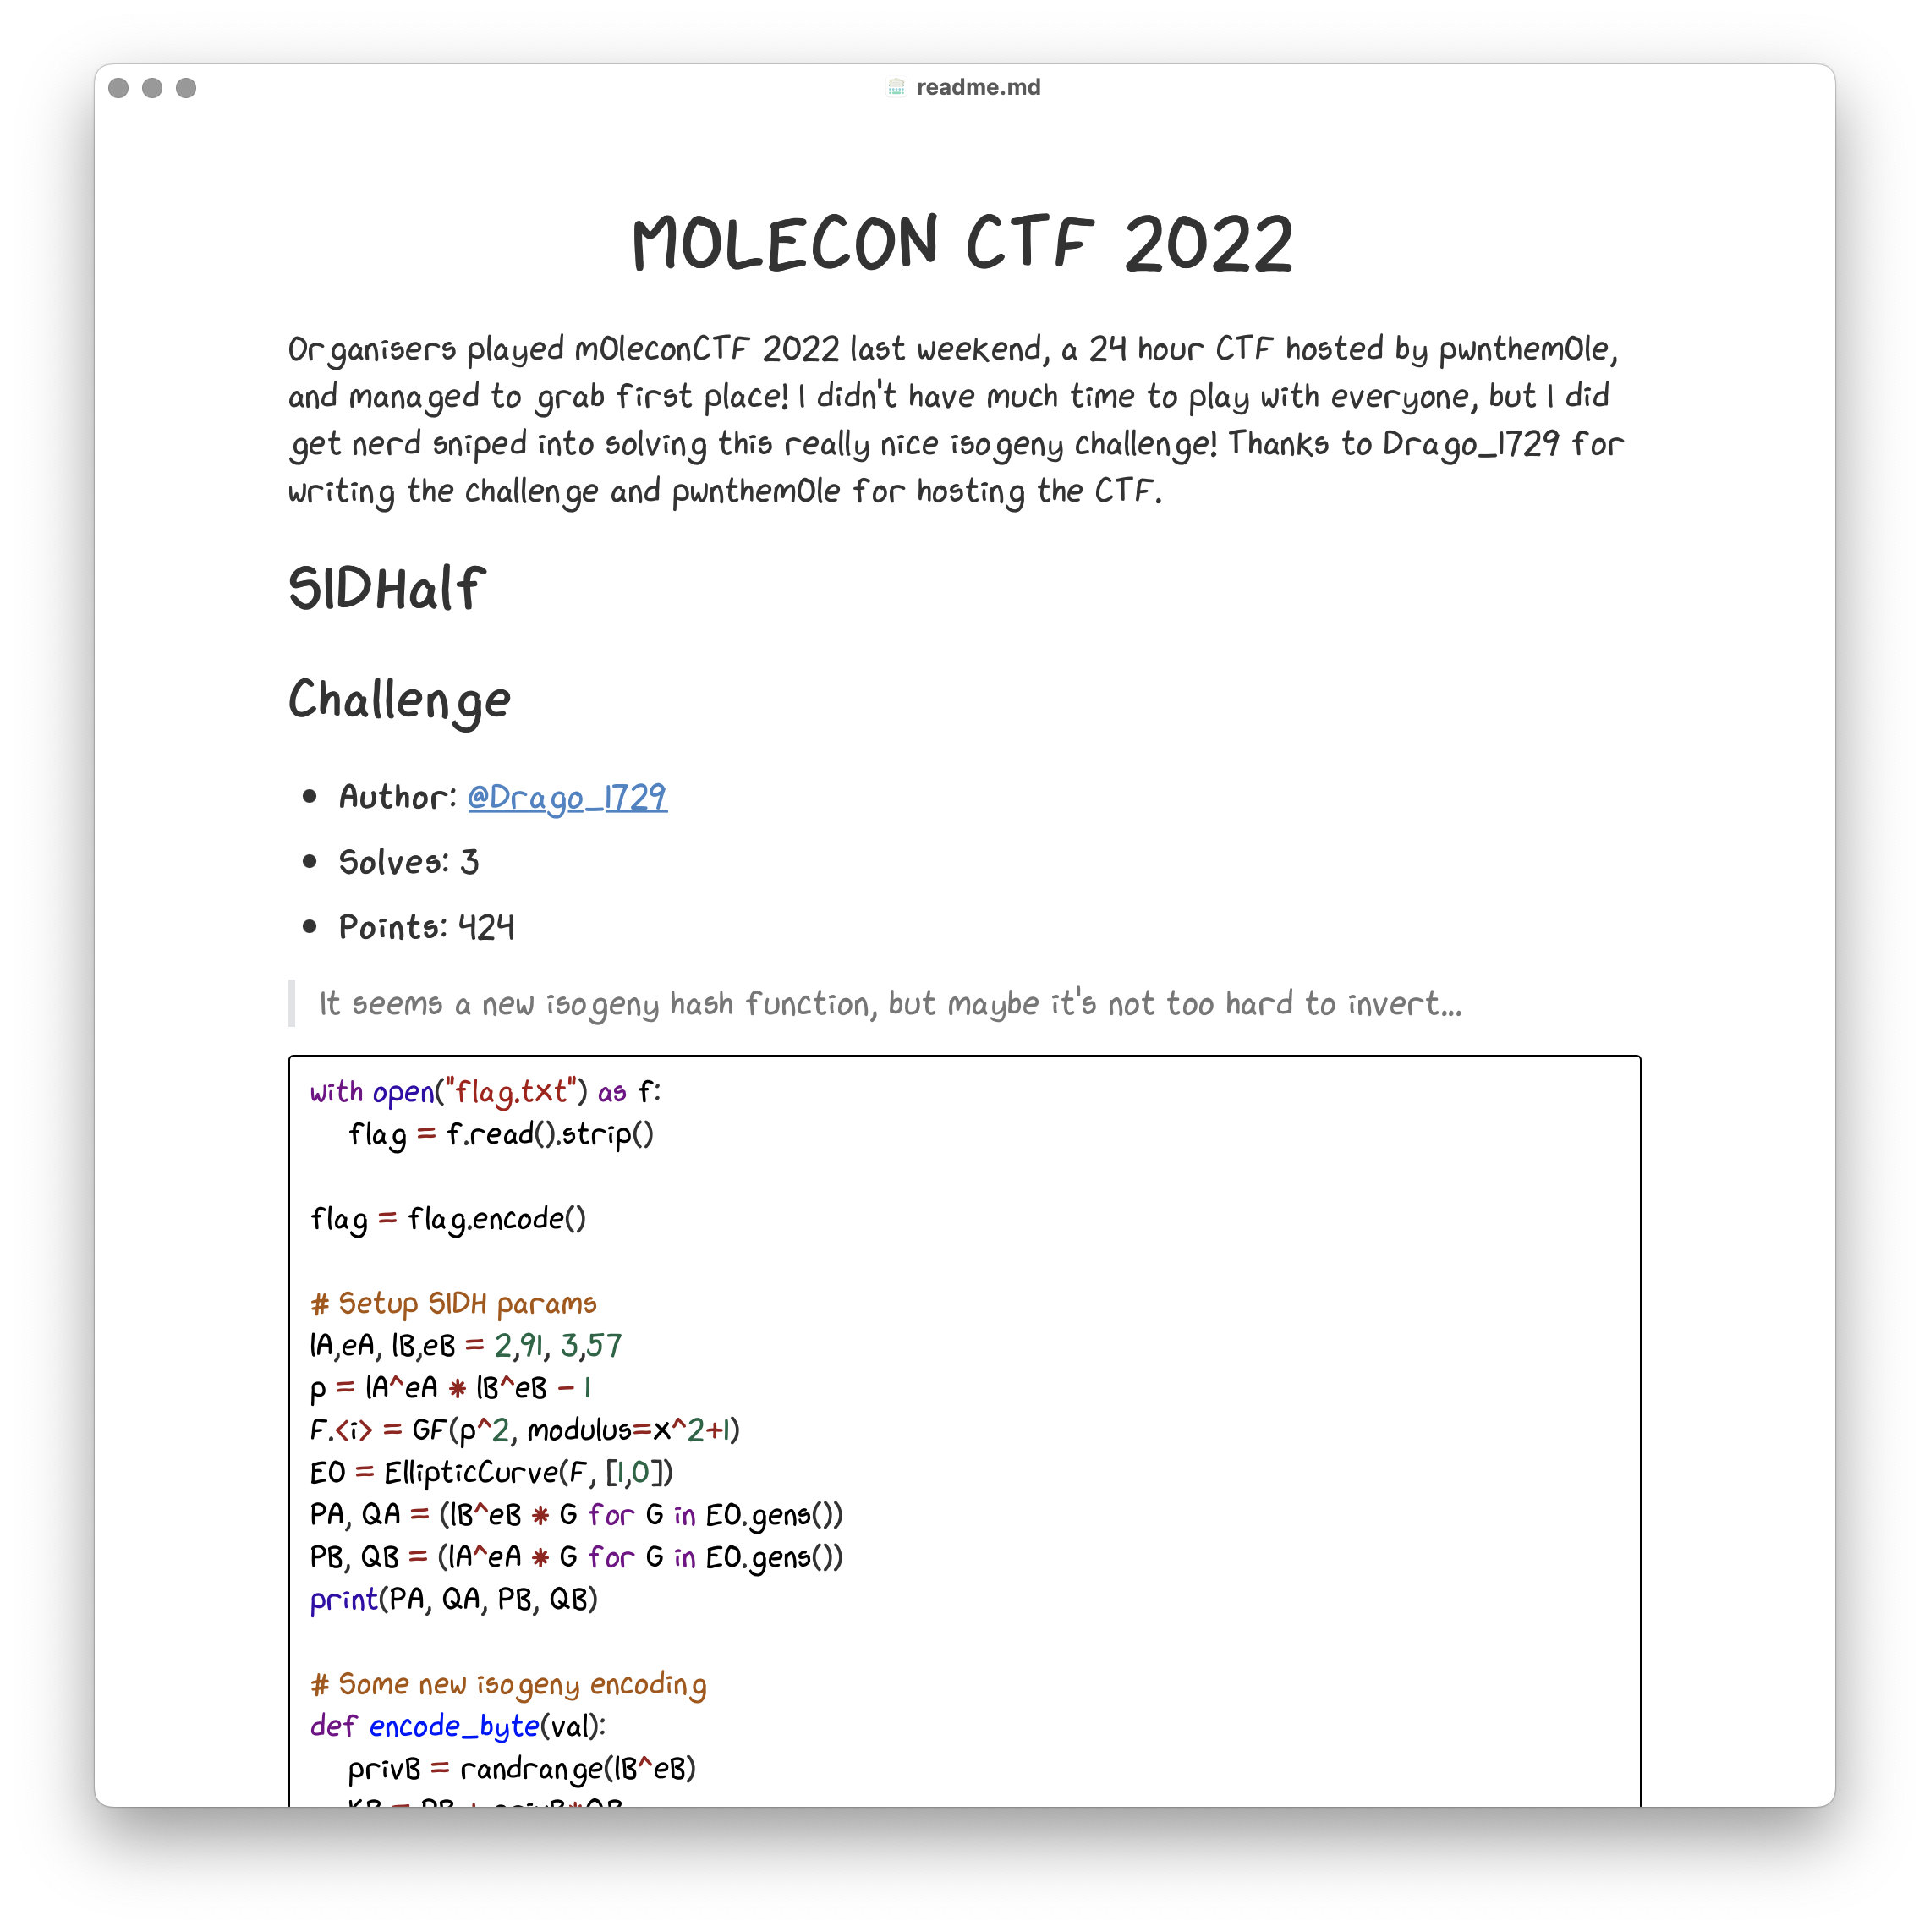 readme.md
MOLECON CTF 2022
Organisers played m0leconCTF 2022 last weekend, a 24 hour CTF hosted by pwnthem0le,
and managed to grab first place! I didn't have much time to play with everyone, but I did
get nerd sniped into solving this really nice isogeny challenge! Thanks to Drago_1729 for
writing the challenge and pwnthem0le for hosting the CTF.
SIDHalf
Challenge
• Author: @Drago_1729
• Solves: 3
• Points: 424
It seems a new isogeny hash function, but maybe it's not too hard to invert...
with open("flag.txt") as f:
    flag = f.read().strip()
flag = flag.encode()
# Setup SIDH params
lA,eA, lB,eB = 2,91, 3,57
p = lA^eA * lB^eB - 1
F.<i> = GF(p^2, modulus=x^2+1)
E0 = EllipticCurve(F, [1,0])
PA, QA = (lB^eB * G for G in E0.gens())
PB, QB = (lA^eA * G for G in E0.gens())
print(PA, QA, PB, QB)
# Some new isogeny encoding
def encode_byte(val):
    privB = randrange(lB^eB)